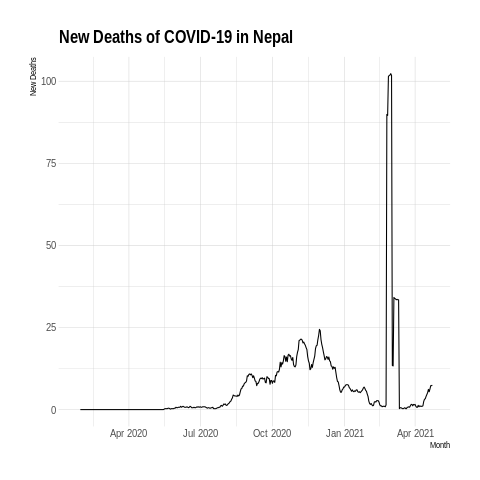 New Deaths of COVID-19 in Nepal
New Deaths
100
75
50
25
0
Apr 2020 Jul 2020 Oct 2020 Jan 2021 Apr 2021
Month